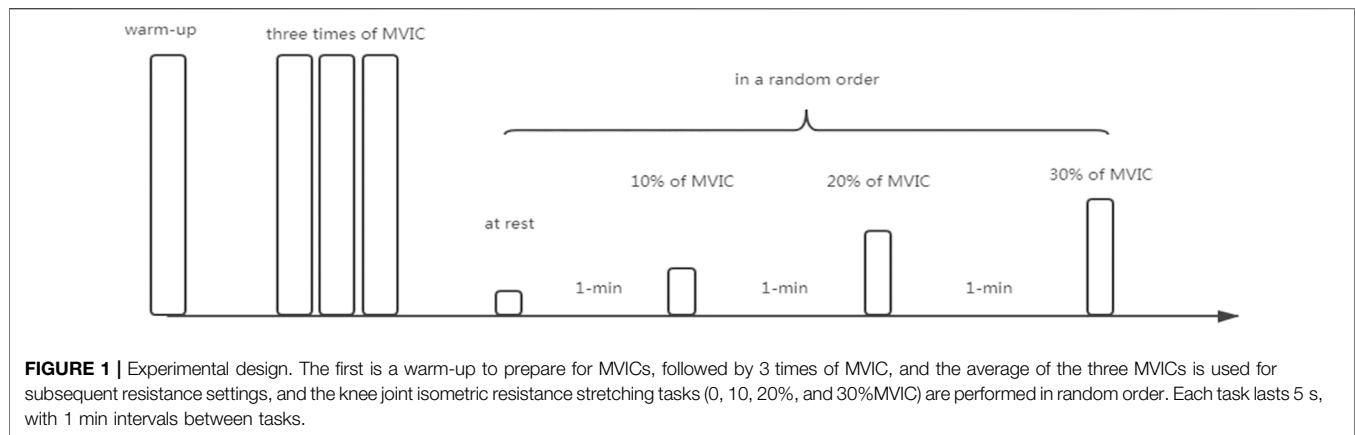 warm-up
three times of MVIC
in a random order
10% of MVIC
20% of MVIC
30% of MVIC
at rest
1-min
1-min
1-min
FIGURE 1 | Experimental design. The first is a warm-up to prepare for MVICs, followed by 3 times of MVIC, and the average of the three MVICs is used for
subsequent resistance settings, and the knee joint isometric resistance stretching tasks (0, 10, 20%, and 30%MVIC) are performed in random order. Each task lasts 5 s,
with 1 min intervals between tasks.